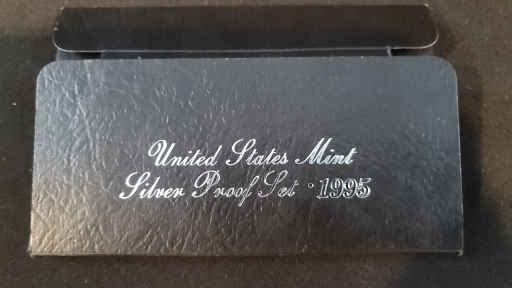 United States Mint
Silver Proof Set · 1995